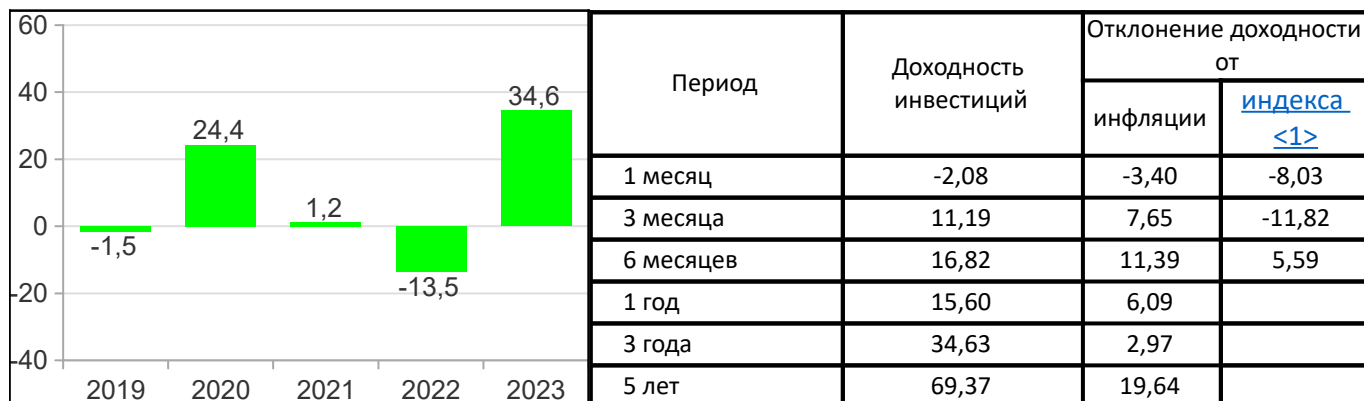 60
40
20
0
-20
-40
-1,5
24,4
1,2
-13,5
34,6
2019 2020 2021 2022 2023
Период
Доходность
инвестиций
Отклонение доходности
от
инфляции
индекса
<1>
1 месяц -2,08 -3,40 -8,03
3 месяца 11,19 7,65 -11,82
6 месяцев 16,82 11,39 5,59
1 год 15,60 6,09
3 года 34,63 2,97
5 лет 69,37 19,64